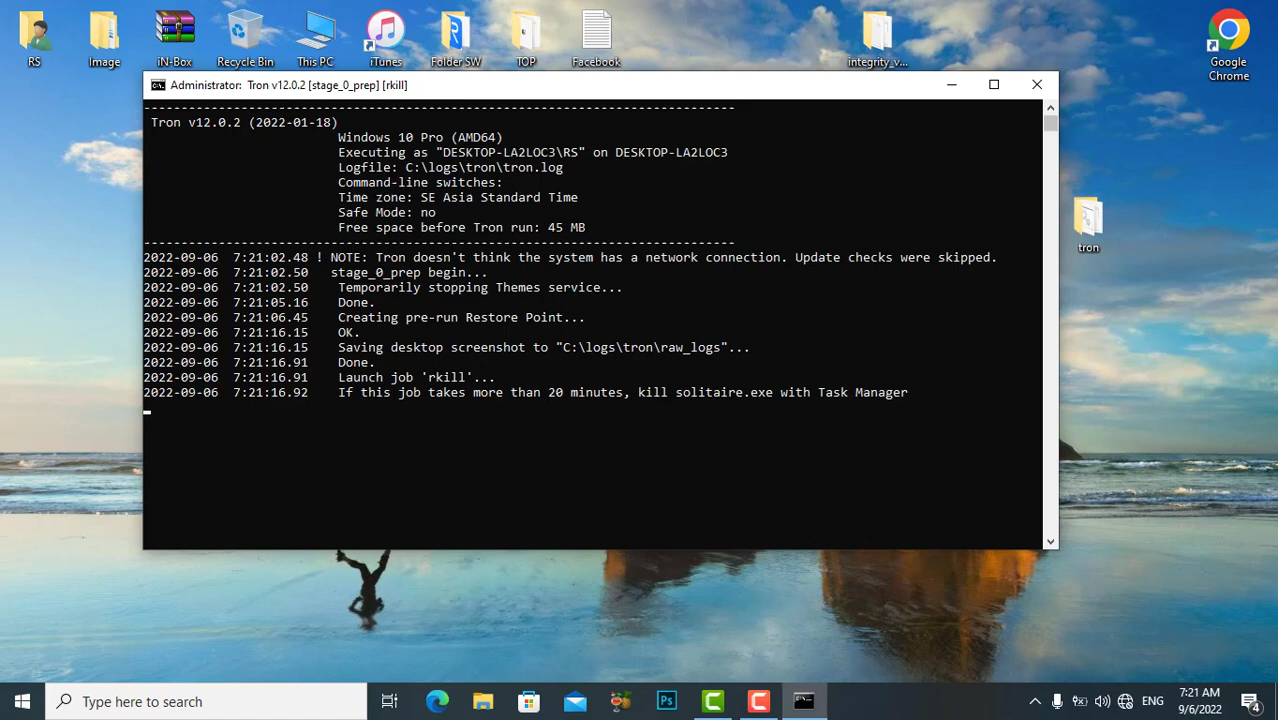 RS
Image
iN-Box
Recycle Bin
This PC
iTunes
Folder SW
TOP
Facebook
integrity_v...
Google
Chrome
Administrator:  Tron v12.0.2 [stage_0_prep] [rkill]
-------------------------------------------------------------------------------
Tron v12.0.2 (2022-01-18)
Windows 10 Pro (AMD64)
Executing as "DESKTOP-LA2LOC3\RS" on DESKTOP-LA2LOC3
Logfile: C:\logs\tron\tron.log
Command-line switches:
Time zone: SE Asia Standard Time
Safe Mode: no
Free space before Tron run: 45 MB
-------------------------------------------------------------------------------
2022-09-06  7:21:02.48 ! NOTE: Tron doesn't think the system has a network connection. Update checks were skipped.
2022-09-06  7:21:02.50   stage_0_prep begin...
2022-09-06  7:21:02.50    Temporarily stopping Themes service...
2022-09-06  7:21:05.16    Done.
2022-09-06  7:21:06.45    Creating pre-run Restore Point...
2022-09-06  7:21:16.15    OK.
2022-09-06  7:21:16.15    Saving desktop screenshot to "C:\logs\tron\raw_logs"...
2022-09-06  7:21:16.91    Done.
2022-09-06  7:21:16.91    Launch job 'rkill'...
2022-09-06  7:21:16.92    If this job takes more than 20 minutes, kill solitaire.exe with Task Manager
tron
Type here to search
Ps
ENG
7:21 AM
9/6/2022
4